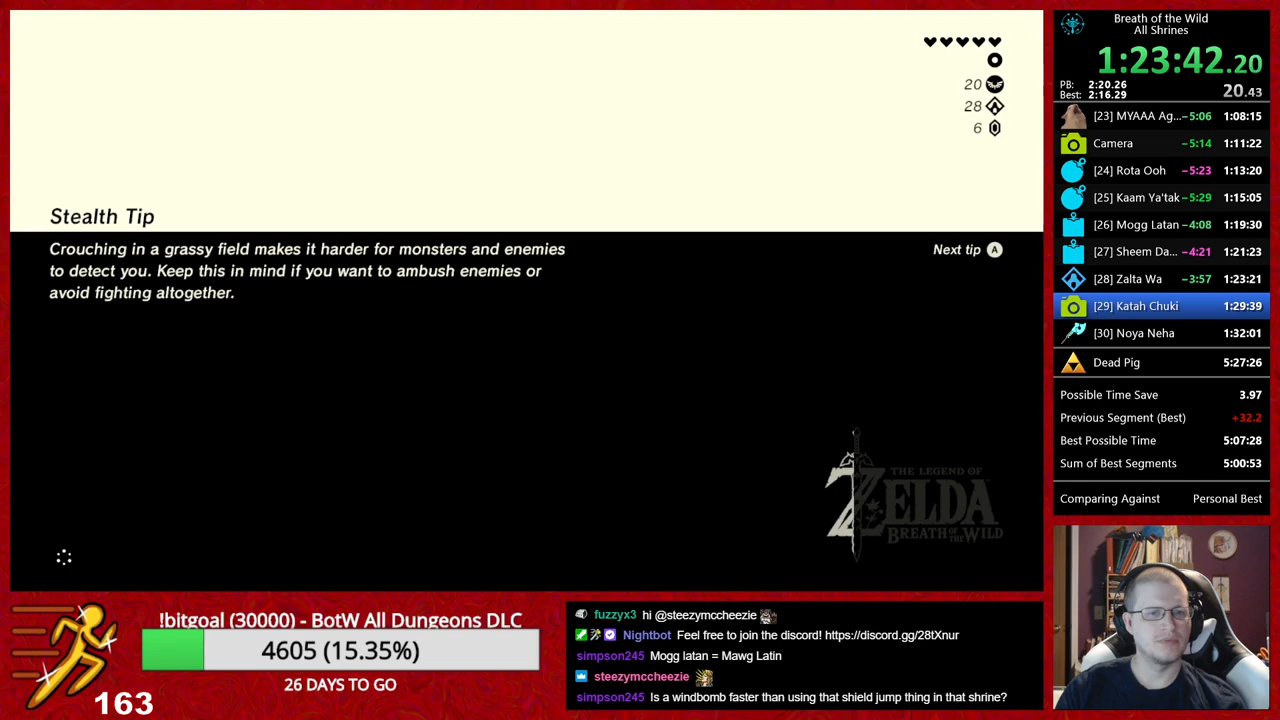 20
28
6
Stealth Tip
Crouching in a grassy field makes it harder for monsters and enemies
to detect you. Keep this in mind if you want to ambush enemies or
avoid fighting altogether.
Next tip A
THE LEGEND OF
ZELDA
BREATH OF THE WILD
Breath of the Wild
All Shrines
1:23:42.20
PB: 2:20.26
Best: 2:16.29
20.43
[23] MYAAA Ag... -5:06 1:08:15
Camera -5:14 1:11:22
[24] Rota Ooh -5:23 1:13:20
[25] Kaam Ya'tak -5:29 1:15:05
[26] Mogg Latan -4:08 1:19:30
[27] Sheem Da... -4:21 1:21:23
[28] Zalta Wa -3:57 1:23:21
[29] Katah Chuki 1:29:39
[30] Noya Neha 1:32:01
Dead Pig 5:27:26
Possible Time Save 3.97
Previous Segment (Best) +32.2
Best Possible Time 5:07:28
Sum of Best Segments 5:00:53
Comparing Against Personal Best
163
!bitgoal (30000) - BotW All Dungeons DLC
4605 (15.35%)
26 DAYS TO GO
fuzzyx3 hi @steezymccheezie
Nightbot Feel free to join the discord! https://discord.gg/28tXnur
simpson245 Mogg latan = Mawg Latin
steezymccheezie
simpson245 Is a windbomb faster than using that shield jump thing in that shrine?